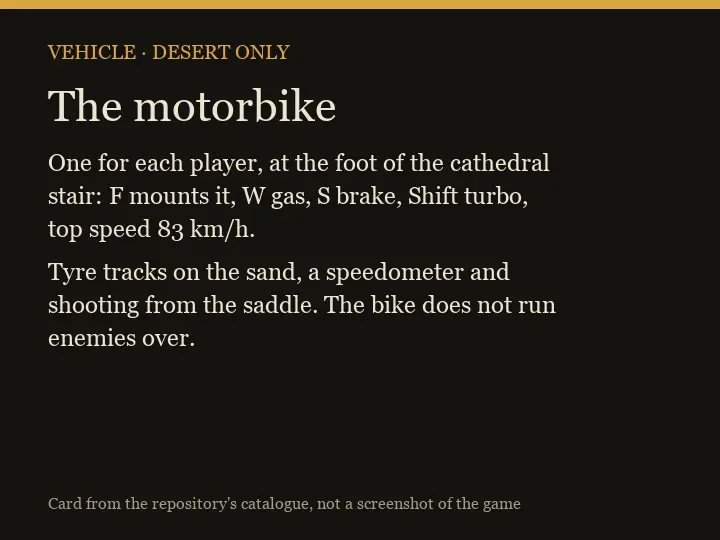 VEHICLE · DESERT ONLY
The motorbike
One for each player, at the foot of the cathedral
stair: F mounts it, W gas, S brake, Shift turbo,
top speed 83 km/h.
Tyre tracks on the sand, a speedometer and
shooting from the saddle. The bike does not run
enemies over.
Card from the repository's catalogue, not a screenshot of the game